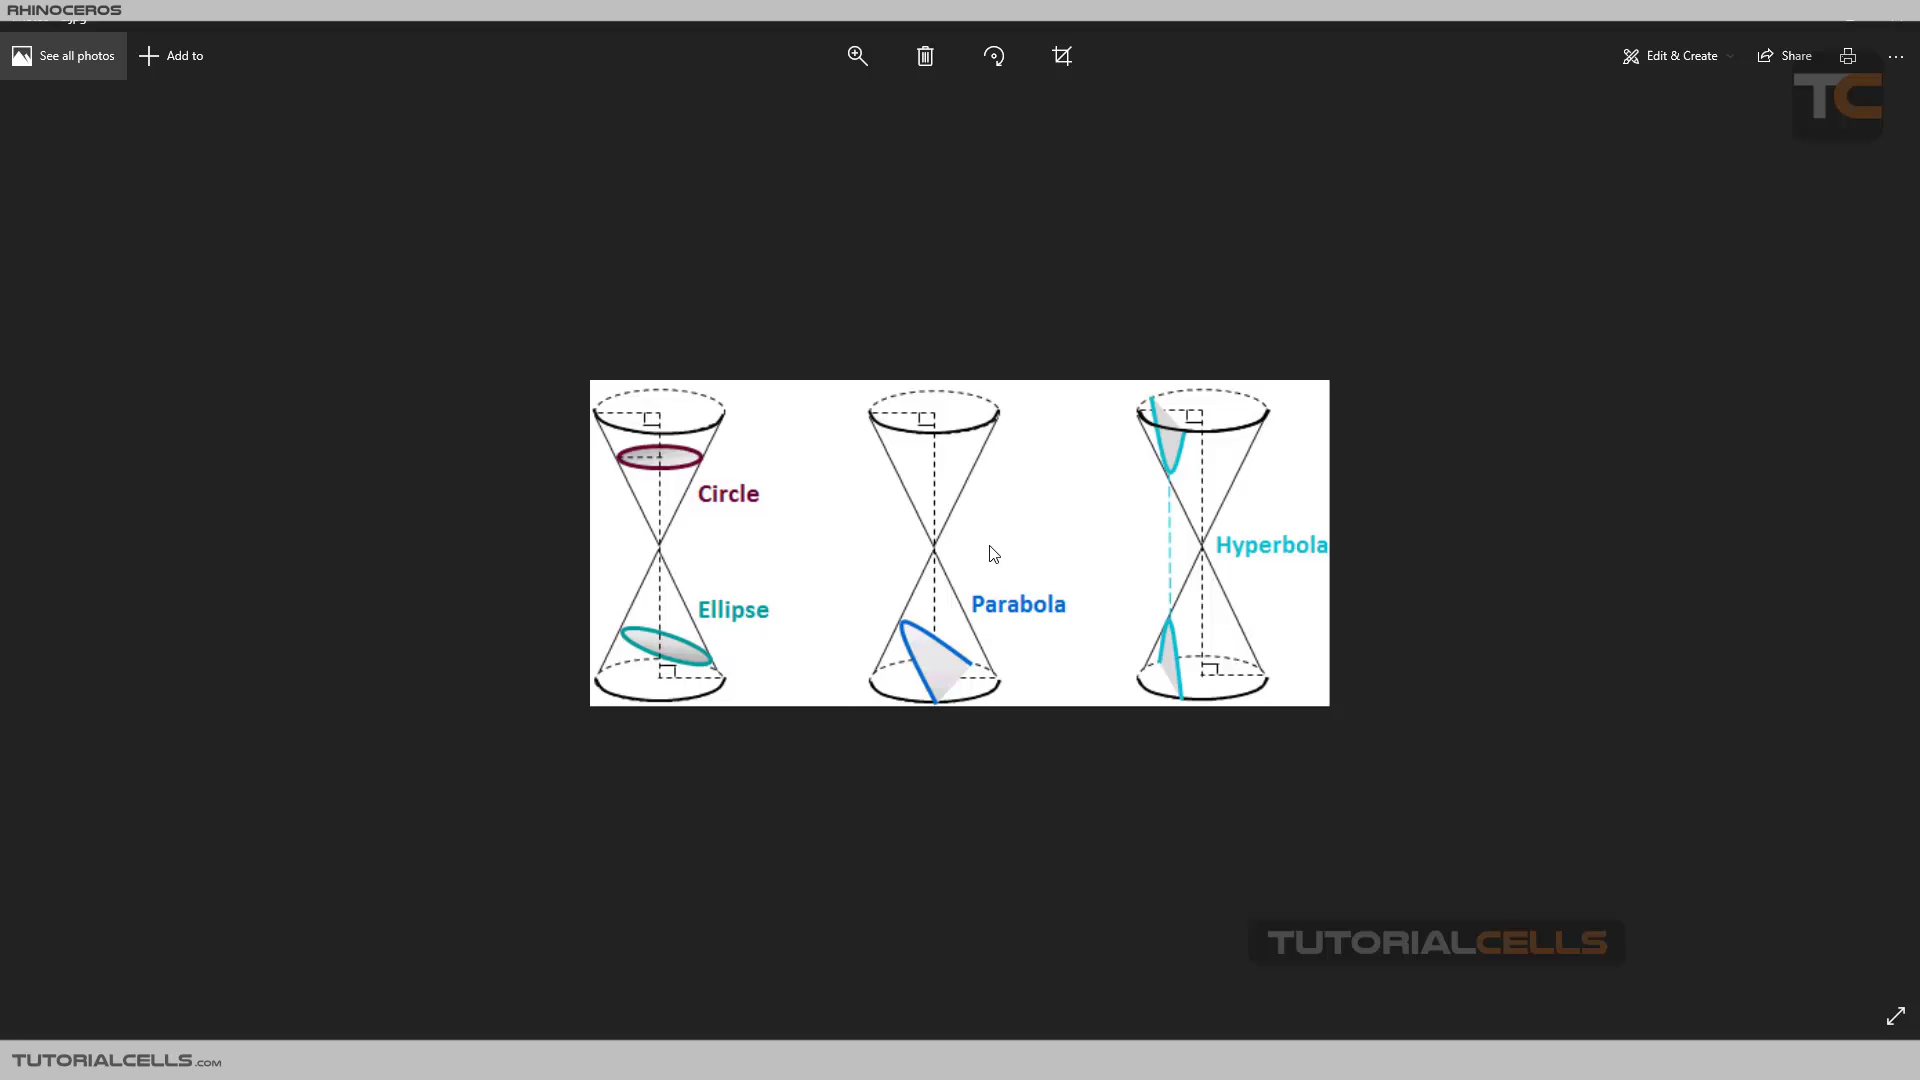 RHINOCEROS
See all photos
Add to
Edit & Create
Share
TC
Circle
Hyperbola
Parabola
Ellipse
TUTORIALCELLS
TUTORIALCELLS.COM